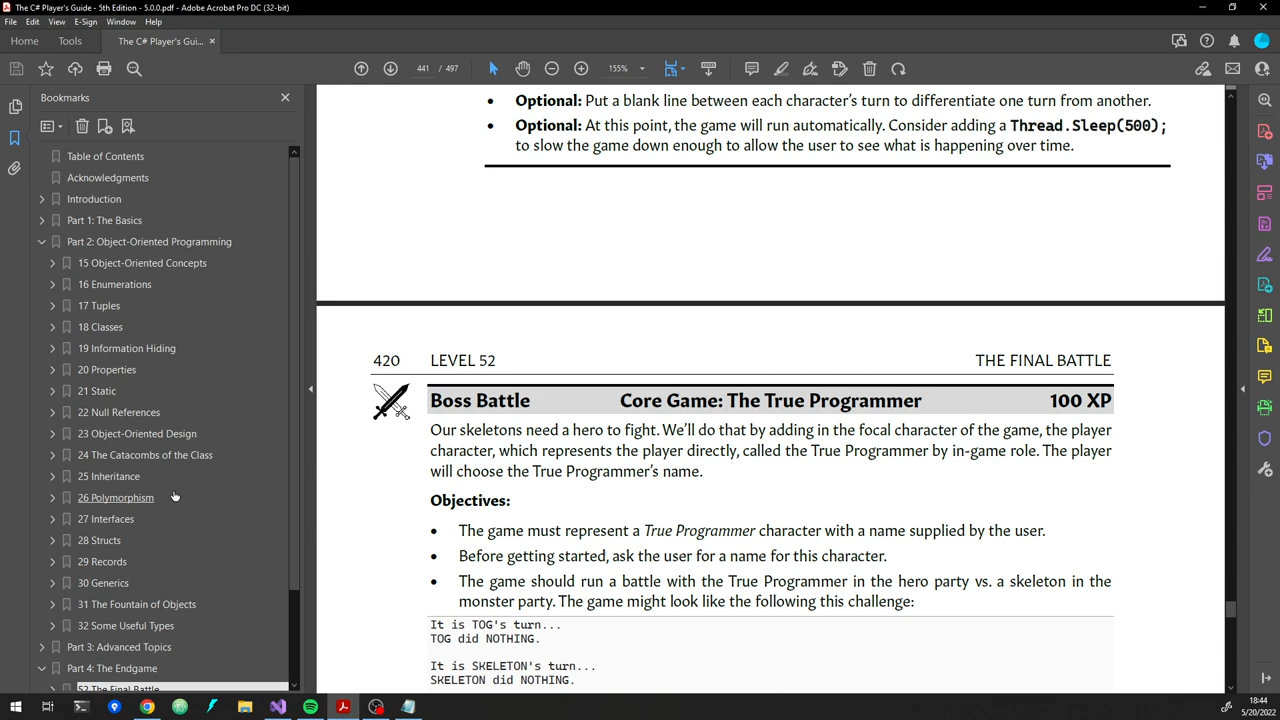 The C# Player's Guide - 5th Edition - 5.0.0.pdf - Adobe Acrobat Pro DC (32-bit)
File Edit View E-Sign Window Help
Home Tools The C# Player's Gui... ×
441 / 497 155%
Bookmarks
Table of Contents
Acknowledgments
Introduction
Part 1: The Basics
Part 2: Object-Oriented Programming
15 Object-Oriented Concepts
16 Enumerations
17 Tuples
18 Classes
19 Information Hiding
20 Properties
21 Static
22 Null References
23 Object-Oriented Design
24 The Catacombs of the Class
25 Inheritance
26 Polymorphism
27 Interfaces
28 Structs
29 Records
30 Generics
31 The Fountain of Objects
32 Some Useful Types
Part 3: Advanced Topics
Part 4: The Endgame
52 The Final Battle
• Optional: Put a blank line between each character’s turn to differentiate one turn from another.
• Optional: At this point, the game will run automatically. Consider adding a Thread.Sleep(500);
to slow the game down enough to allow the user to see what is happening over time.
420 LEVEL 52 THE FINAL BATTLE
Boss Battle Core Game: The True Programmer 100 XP
Our skeletons need a hero to fight. We’ll do that by adding in the focal character of the game, the player
character, which represents the player directly, called the True Programmer by in-game role. The player
will choose the True Programmer’s name.
Objectives:
• The game must represent a True Programmer character with a name supplied by the user.
• Before getting started, ask the user for a name for this character.
• The game should run a battle with the True Programmer in the hero party vs. a skeleton in the
monster party. The game might look like the following this challenge:
It is TOG's turn...
TOG did NOTHING.
It is SKELETON's turn...
SKELETON did NOTHING.
18:44
5/20/2022